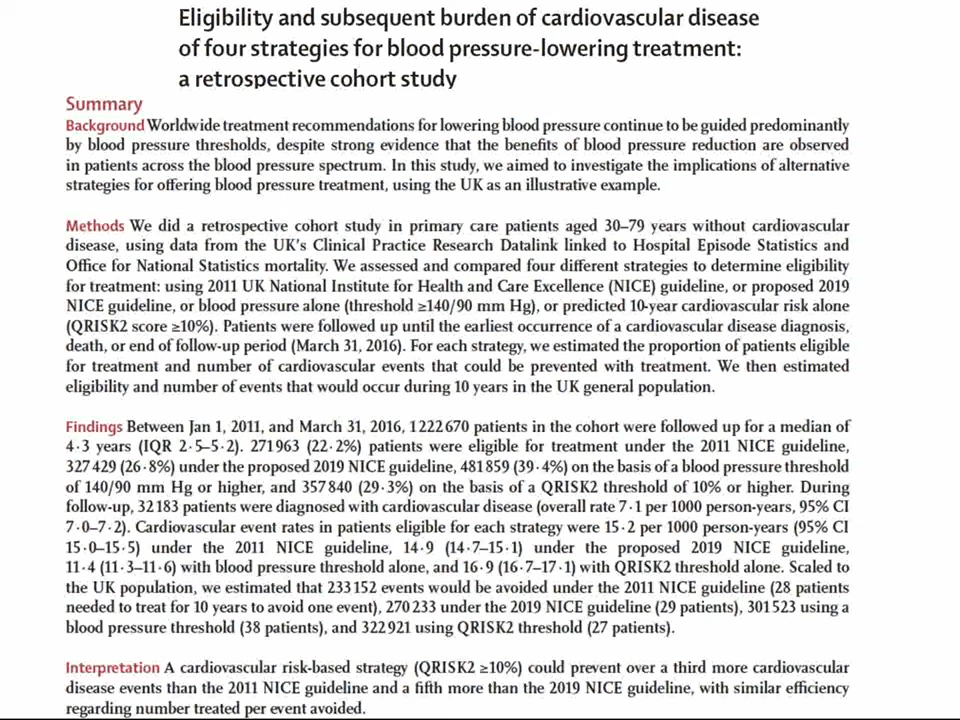 Eligibility and subsequent burden of cardiovascular disease
of four strategies for blood pressure-lowering treatment:
a retrospective cohort study
Summary
Background Worldwide treatment recommendations for lowering blood pressure continue to be guided predominantly
by blood pressure thresholds, despite strong evidence that the benefits of blood pressure reduction are observed
in patients across the blood pressure spectrum. In this study, we aimed to investigate the implications of alternative
strategies for offering blood pressure treatment, using the UK as an illustrative example.
Methods We did a retrospective cohort study in primary care patients aged 30–79 years without cardiovascular
disease, using data from the UK's Clinical Practice Research Datalink linked to Hospital Episode Statistics and
Office for National Statistics mortality. We assessed and compared four different strategies to determine eligibility
for treatment: using 2011 UK National Institute for Health and Care Excellence (NICE) guideline, or proposed 2019
NICE guideline, or blood pressure alone (threshold ≥140/90 mm Hg), or predicted 10-year cardiovascular risk alone
(QRISK2 score ≥10%). Patients were followed up until the earliest occurrence of a cardiovascular disease diagnosis,
death, or end of follow-up period (March 31, 2016). For each strategy, we estimated the proportion of patients eligible
for treatment and number of cardiovascular events that could be prevented with treatment. We then estimated
eligibility and number of events that would occur during 10 years in the UK general population.
Findings Between Jan 1, 2011, and March 31, 2016, 1 222 670 patients in the cohort were followed up for a median of
4·3 years (IQR 2·5–5·2). 271 963 (22·2%) patients were eligible for treatment under the 2011 NICE guideline,
327 429 (26·8%) under the proposed 2019 NICE guideline, 481 859 (39·4%) on the basis of a blood pressure threshold
of 140/90 mm Hg or higher, and 357 840 (29·3%) on the basis of a QRISK2 threshold of 10% or higher. During
follow-up, 32 183 patients were diagnosed with cardiovascular disease (overall rate 7·1 per 1000 person-years, 95% CI
7·0–7·2). Cardiovascular event rates in patients eligible for each strategy were 15·2 per 1000 person-years (95% CI
15·0–15·5) under the 2011 NICE guideline, 14·9 (14·7–15·1) under the proposed 2019 NICE guideline,
11·4 (11·3–11·6) with blood pressure threshold alone, and 16·9 (16·7–17·1) with QRISK2 threshold alone. Scaled to
the UK population, we estimated that 233 152 events would be avoided under the 2011 NICE guideline (28 patients
needed to treat for 10 years to avoid one event), 270 233 under the 2019 NICE guideline (29 patients), 301 523 using a
blood pressure threshold (38 patients), and 322 921 using QRISK2 threshold (27 patients).
Interpretation A cardiovascular risk-based strategy (QRISK2 ≥10%) could prevent over a third more cardiovascular
disease events than the 2011 NICE guideline and a fifth more than the 2019 NICE guideline, with similar efficiency
regarding number treated per event avoided.